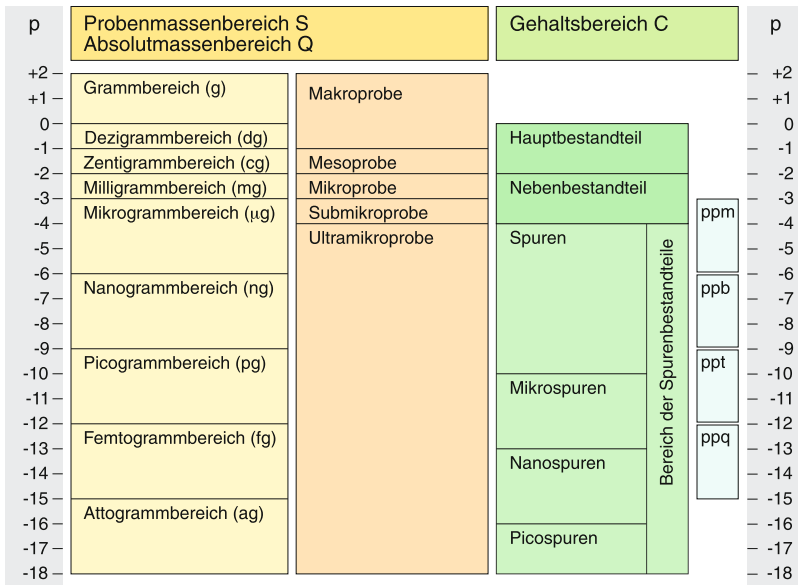 p
Probenmassenbereich S
Absolutmassenbereich Q
Gehaltsbereich C
p
+2
+1
0
-1
-2
-3
-4
-5
-6
-7
-8
-9
-10
-11
-12
-13
-14
-15
-16
-17
-18
Grammbereich (g)
Dezigrammbereich (dg)
Zentigrammbereich (cg)
Milligrammbereich (mg)
Mikrogrammbereich (μg)
Nanogrammbereich (ng)
Picogrammbereich (pg)
Femtogrammbereich (fg)
Attogrammbereich (ag)
Makroprobe
Mesoprobe
Mikroprobe
Submikroprobe
Ultramikroprobe
Hauptbestandteil
Nebenbestandteil
Spuren
Mikrospuren
Nanospuren
Picospuren
Bereich der Spurenbestandteile
ppm
ppb
ppt
ppq
+2
+1
0
-1
-2
-3
-4
-5
-6
-7
-8
-9
-10
-11
-12
-13
-14
-15
-16
-17
-18